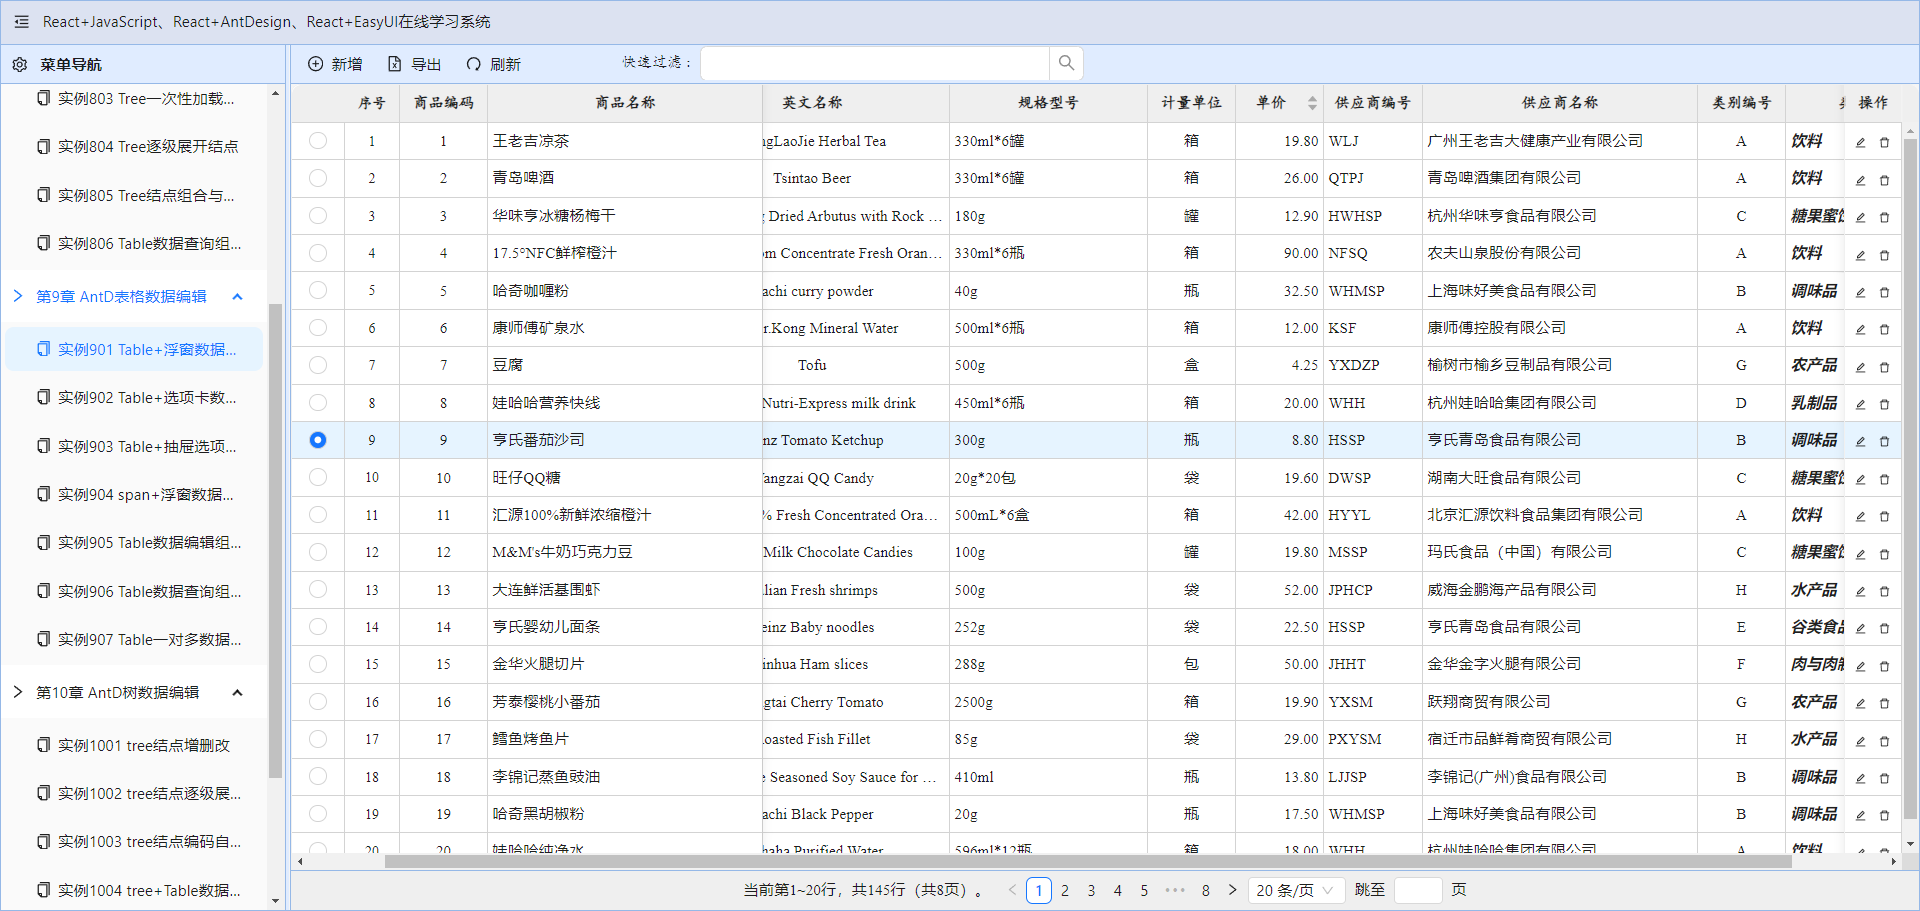 React+JavaScript、React+AntDesign、React+EasyUI在线学习系统
菜单导航
实例803 Tree一次性加载...
实例804 Tree逐级展开结点
实例805 Tree结点组合与...
实例806 Table数据查询组...
第9章 AntD表格数据编辑
实例901 Table+浮窗数据...
实例902 Table+选项卡数...
实例903 Table+抽屉选项...
实例904 span+浮窗数据...
实例905 Table数据编辑组...
实例906 Table数据查询组...
实例907 Table一对多数据...
第10章 AntD树数据编辑
实例1001 tree结点增删改
实例1002 tree结点逐级展...
实例1003 tree结点编码自...
实例1004 tree+Table数据...
新增 导出 刷新 快速过滤：
序号 商品编码 商品名称 英文名称 规格型号 计量单位 单价 供应商编号 供应商名称 类别编号 操作
1 1 王老吉凉茶 ngLaoJie Herbal Tea 330ml*6罐 箱 19.80 WLJ 广州王老吉大健康产业有限公司 A 饮料
2 2 青岛啤酒 Tsintao Beer 330ml*6罐 箱 26.00 QTPJ 青岛啤酒集团有限公司 A 饮料
3 3 华味亨冰糖杨梅干 g Dried Arbutus with Rock ... 180g 罐 12.90 HWHSP 杭州华味亨食品有限公司 C 糖果蜜饯
4 4 17.5°NFC鲜榨橙汁 om Concentrate Fresh Oran... 330ml*6瓶 箱 90.00 NFSQ 农夫山泉股份有限公司 A 饮料
5 5 哈奇咖喱粉 achi curry powder 40g 瓶 32.50 WHMSP 上海味好美食品有限公司 B 调味品
6 6 康师傅矿泉水 r.Kong Mineral Water 500ml*6瓶 箱 12.00 KSF 康师傅控股有限公司 A 饮料
7 7 豆腐 Tofu 500g 盒 4.25 YXDZP 榆树市榆乡豆制品有限公司 G 农产品
8 8 娃哈哈营养快线 Nutri-Express milk drink 450ml*6瓶 箱 20.00 WHH 杭州娃哈哈集团有限公司 D 乳制品
9 9 亨氏番茄沙司 nz Tomato Ketchup 300g 瓶 8.80 HSSP 亨氏青岛食品有限公司 B 调味品
10 10 旺仔QQ糖 angzai QQ Candy 20g*20包 袋 19.60 DWSP 湖南大旺食品有限公司 C 糖果蜜饯
11 11 汇源100%新鲜浓缩橙汁 % Fresh Concentrated Ora... 500mL*6盒 箱 42.00 HYYL 北京汇源饮料食品集团有限公司 A 饮料
12 12 M&M's牛奶巧克力豆 Milk Chocolate Candies 100g 罐 19.80 MSSP 玛氏食品（中国）有限公司 C 糖果蜜饯
13 13 大连鲜活基围虾 lian Fresh shrimps 500g 袋 52.00 JPHCP 威海金鹏海产品有限公司 H 水产品
14 14 亨氏婴幼儿面条 einz Baby noodles 252g 袋 22.50 HSSP 亨氏青岛食品有限公司 E 谷类食品
15 15 金华火腿切片 inhua Ham slices 288g 包 50.00 JHHT 金华金字火腿有限公司 F 肉与肉制
16 16 芳泰樱桃小番茄 gtai Cherry Tomato 2500g 箱 19.90 YXSM 跃翔商贸有限公司 G 农产品
17 17 鳕鱼烤鱼片 oasted Fish Fillet 85g 袋 29.00 PXYSM 宿迁市品鲜肴商贸有限公司 H 水产品
18 18 李锦记蒸鱼豉油 e Seasoned Soy Sauce for ... 410ml 瓶 13.80 LJJSP 李锦记(广州)食品有限公司 B 调味品
19 19 哈奇黑胡椒粉 achi Black Pepper 20g 瓶 17.50 WHMSP 上海味好美食品有限公司 B 调味品
20 20 娃哈哈纯净水 haha Purified Water 596ml*12瓶 箱 18.00 WHH 杭州娃哈哈集团有限公司 A 饮料
当前第1~20行，共145行（共8页）。 1 2 3 4 5 ••• 8 20 条/页 跳至 页